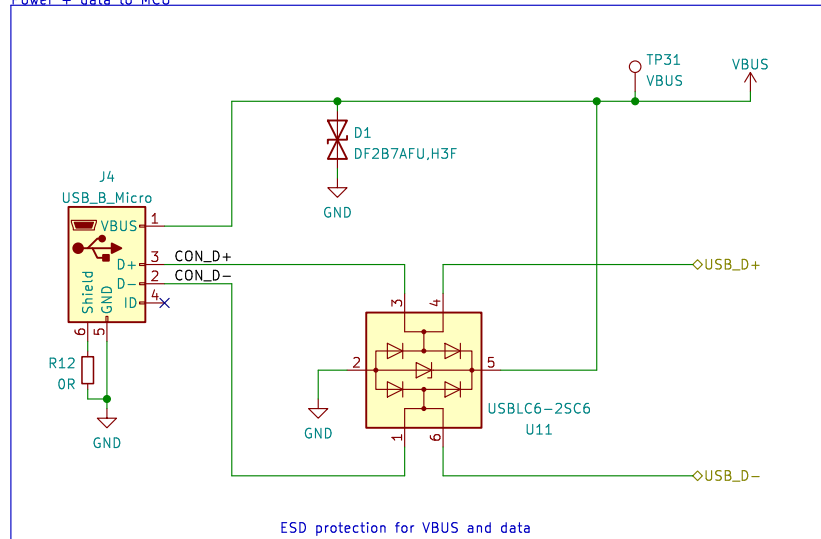 Power + data to MCU
TP31
VBUS
VBUS
D1
DF2B7AFU,H3F
GND
J4
USB_B_Micro
VBUS
1
D+
3
CON_D+
D-
2
CON_D-
ID
4
Shield
GND
6
5
R12
0R
GND
3
4
USB_D+
2
5
GND
USBLC6-2SC6
U11
1
6
USB_D-
ESD protection for VBUS and data